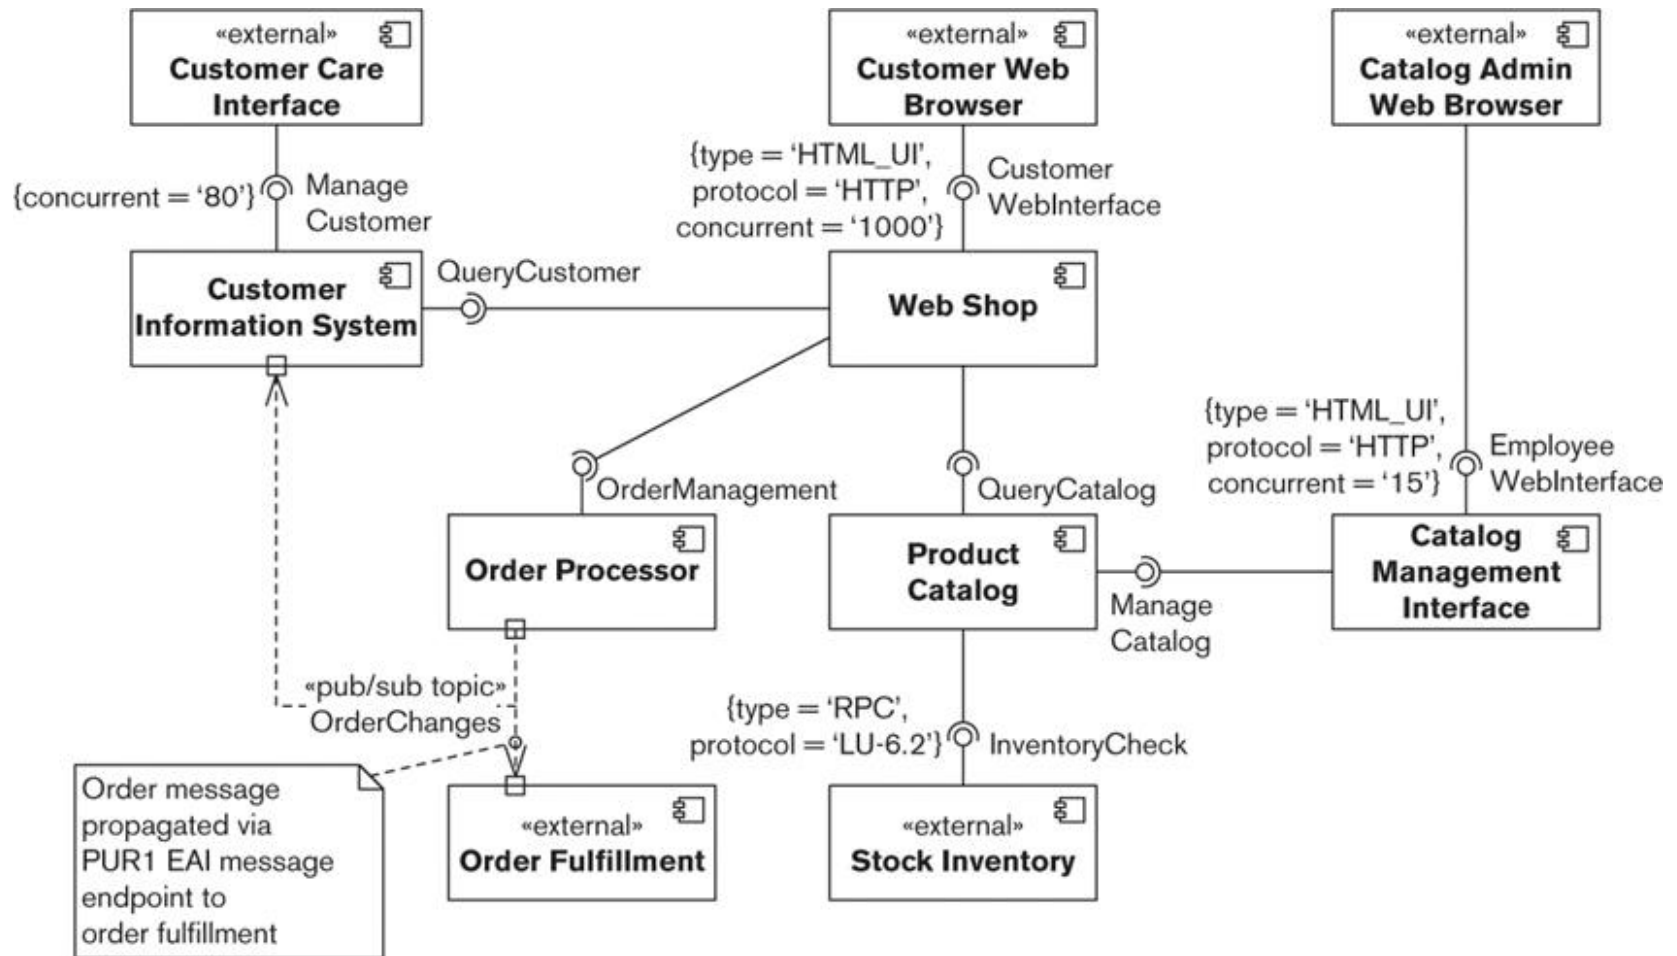 «external»
Customer Care
Interface
«external»
Customer Web
Browser
«external»
Catalog Admin
Web Browser
{concurrent = ‘80’}
Manage
Customer
{type = ‘HTML_UI’,
protocol = ‘HTTP’,
concurrent = ‘1000’}
Customer
WebInterface
Customer
Information System
QueryCustomer
Web Shop
{type = ‘HTML_UI’,
protocol = ‘HTTP’,
concurrent = ‘15’}
Employee
WebInterface
OrderManagement
QueryCatalog
Order Processor
Product
Catalog
Manage
Catalog
Catalog
Management
Interface
«pub/sub topic»
OrderChanges
{type = ‘RPC’,
protocol = ‘LU-6.2’}
InventoryCheck
Order message
propagated via
PUR1 EAI message
endpoint to
order fulfillment
«external»
Order Fulfillment
«external»
Stock Inventory